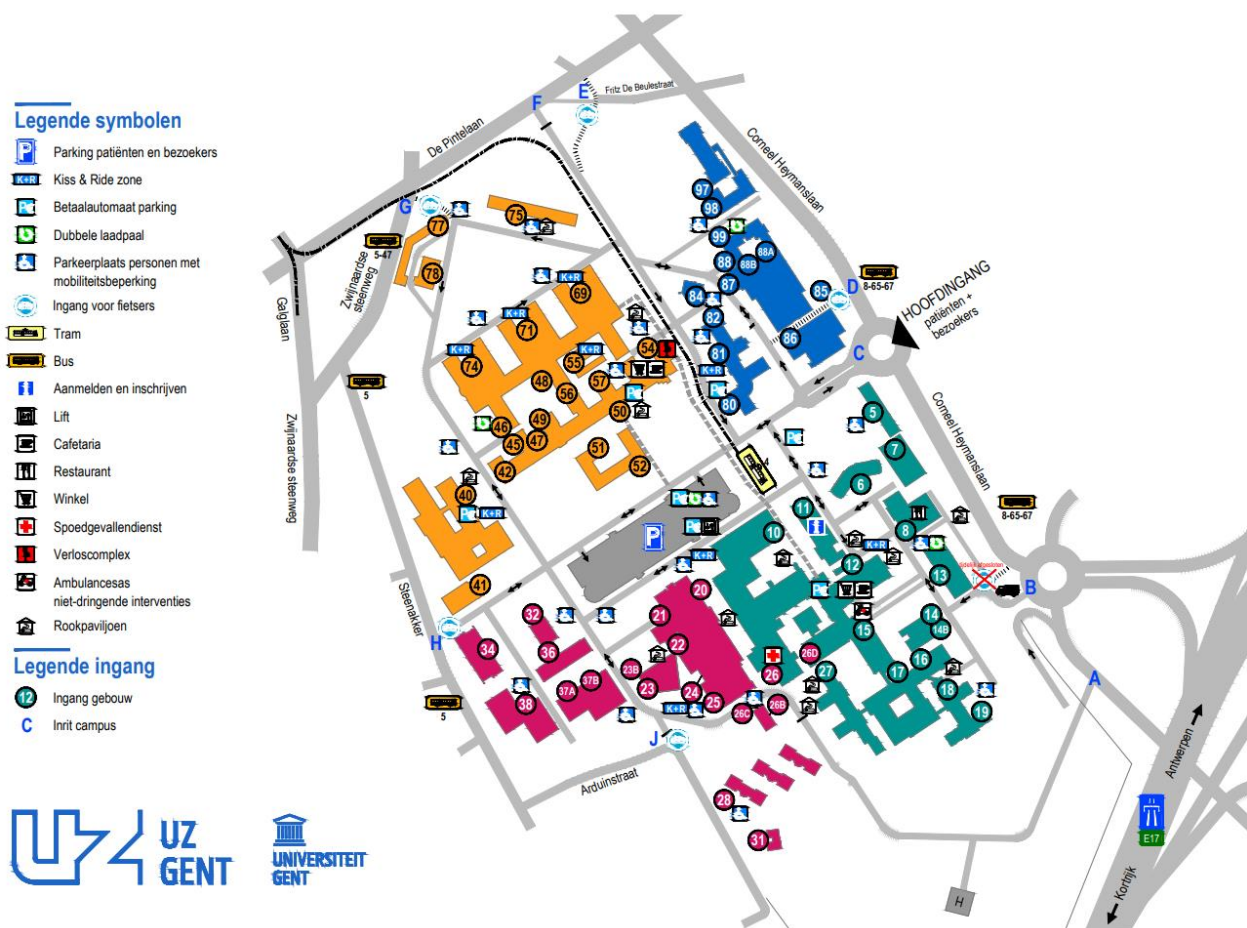 Legende symbolen
P
Parking patiënten en bezoekers
K+R
Kiss & Ride zone
Betaalautomaat parking
Dubbele laadpaal
Parkeerplaats personen met
mobiliteitsbeperking
Ingang voor fietsers
Tram
Bus
Aanmelden en inschrijven
Lift
Cafetaria
Restaurant
Winkel
Spoedgevallendienst
Verloscomplex
Ambulancesas
niet-dringende interventies
Rookpaviljoen
Legende ingang
12 Ingang gebouw
C Inrit campus
UZ
GENT
UNIVERSITEIT
GENT
E
F
Fritz De Beulestraat
De Pintelaan
Corneel Heymanslaan
G
77
75
5-47
78
Zwijnaardse
steenweg
Galglaan
Zwijnaardse steenweg
5
97
98
99
88
88A
88B
87
84
82
85
D
8-65-67
HOOFDINGANG
patiënten +
bezoekers
86
81
K+R
80
C
K+R
69
K+R
71
K+R
74
K+R
54
55
57
48
56
50
49
46
45
47
42
51
52
40
K+R
41
Steenakker
H
5
4
P
5
7
6
8
Corneel Heymanslaan
8-65-67
11
10
K+R
K+R
12
13
B
14
14B
15
16
17
18
19
A
20
21
22
23B
23
24
25
K+R
26
26D
26B
26C
27
32
36
34
37A
37B
38
J
Arduinstraat
28
31
H
Antwerpen
E17
Kortrijk